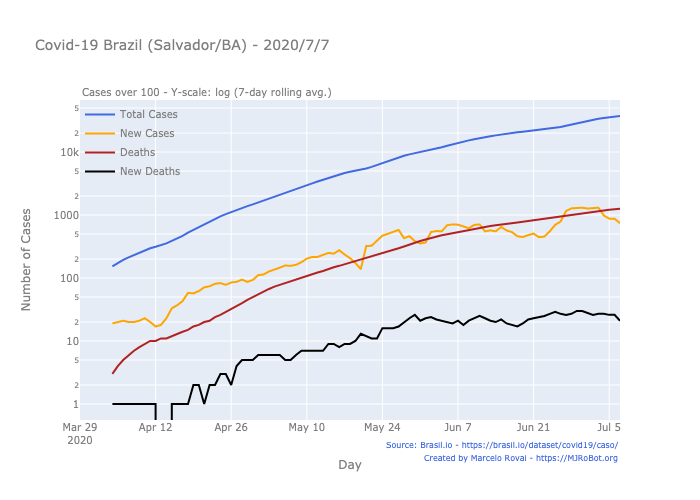 Covid-19 Brazil (Salvador/BA) - 2020/7/7
Cases over 100 - Y-scale: log (7-day rolling avg.)
Total Cases
New Cases
Deaths
New Deaths
5
2
10k
5
2
1000
5
2
100
5
2
10
5
2
1
Number of Cases
Mar 29
2020
Apr 12
Apr 26
May 10
May 24
Jun 7
Jun 21
Jul 5
Day
Source: Brasil.io - https://brasil.io/dataset/covid19/caso/
Created by Marcelo Rovai - https://MJRoBot.org